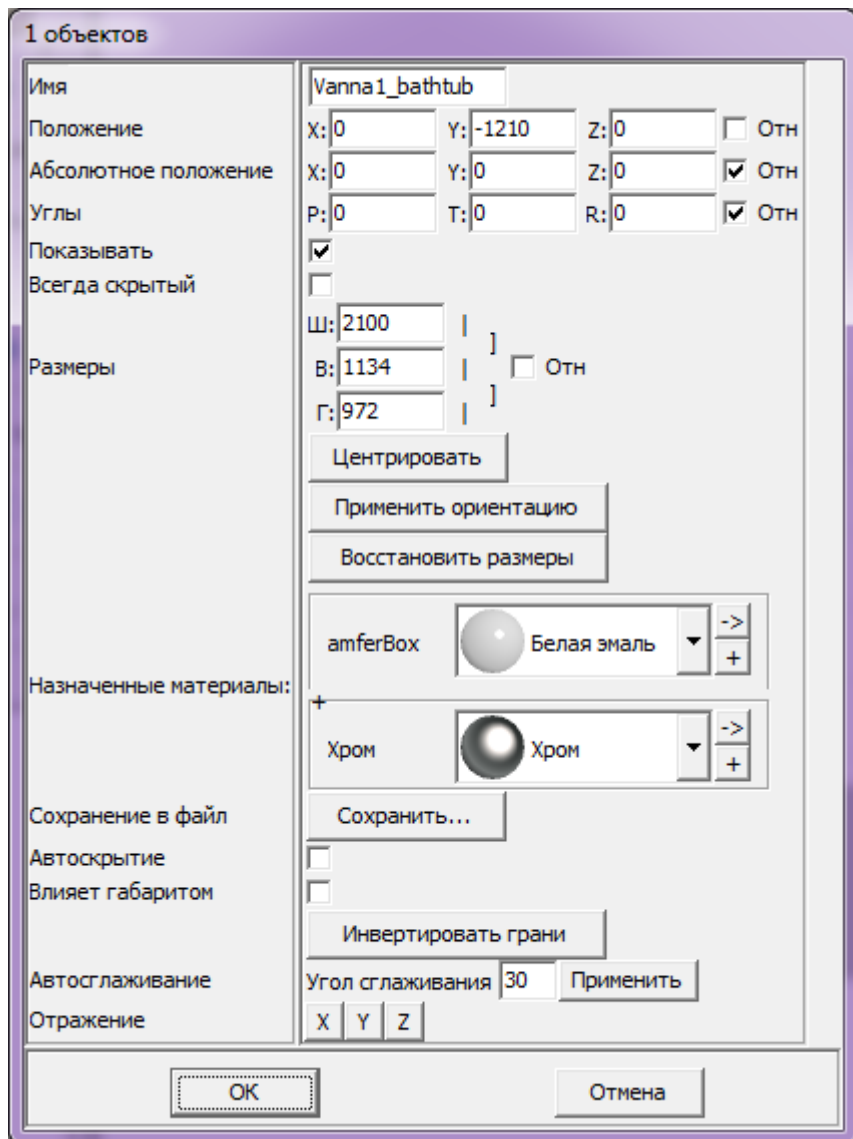 1 объектов
Имя Vanna1_bathtub
Положение X: 0 Y: -1210 Z: 0 Отн
Абсолютное положение X: 0 Y: 0 Z: 0 Отн
Углы P: 0 T: 0 R: 0 Отн
Показывать
Всегда скрытый
Ш: 2100 | ]
Размеры В: 1134 | Отн
Г: 972 | ]
Центрировать
Применить ориентацию
Восстановить размеры
amferBox Белая эмаль ->
+
Назначенные материалы:
+
Хром Хром ->
+
Сохранение в файл Сохранить...
Автоскрытие
Влияет габаритом
Инвертировать грани
Автосглаживание Угол сглаживания 30 Применить
Отражение X Y Z
OK Отмена